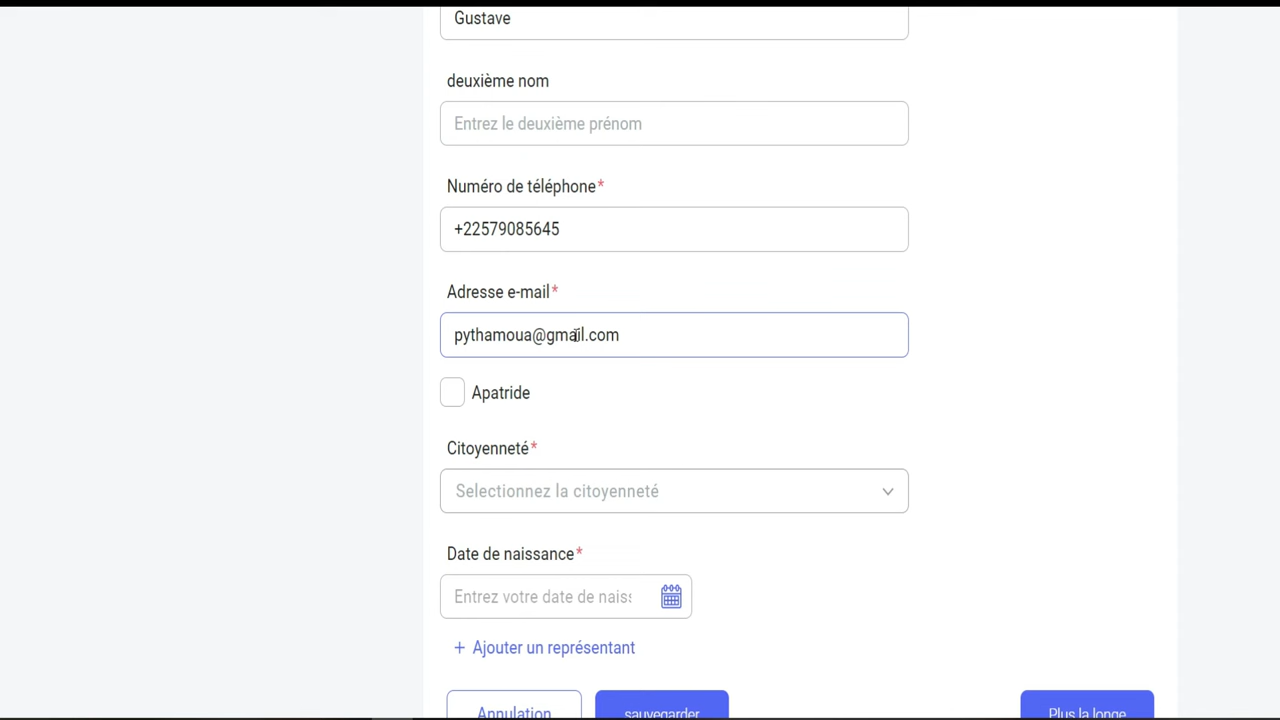 Gustave
deuxième nom
Entrez le deuxième prénom
Numéro de téléphone*
+22579085645
Adresse e-mail*
pythamoua@gmail.com
Apatride
Citoyenneté*
Selectionnez la citoyenneté
Date de naissance*
Entrez votre date de naiss
+ Ajouter un représentant
Annulation sauvegarder Plus la longe